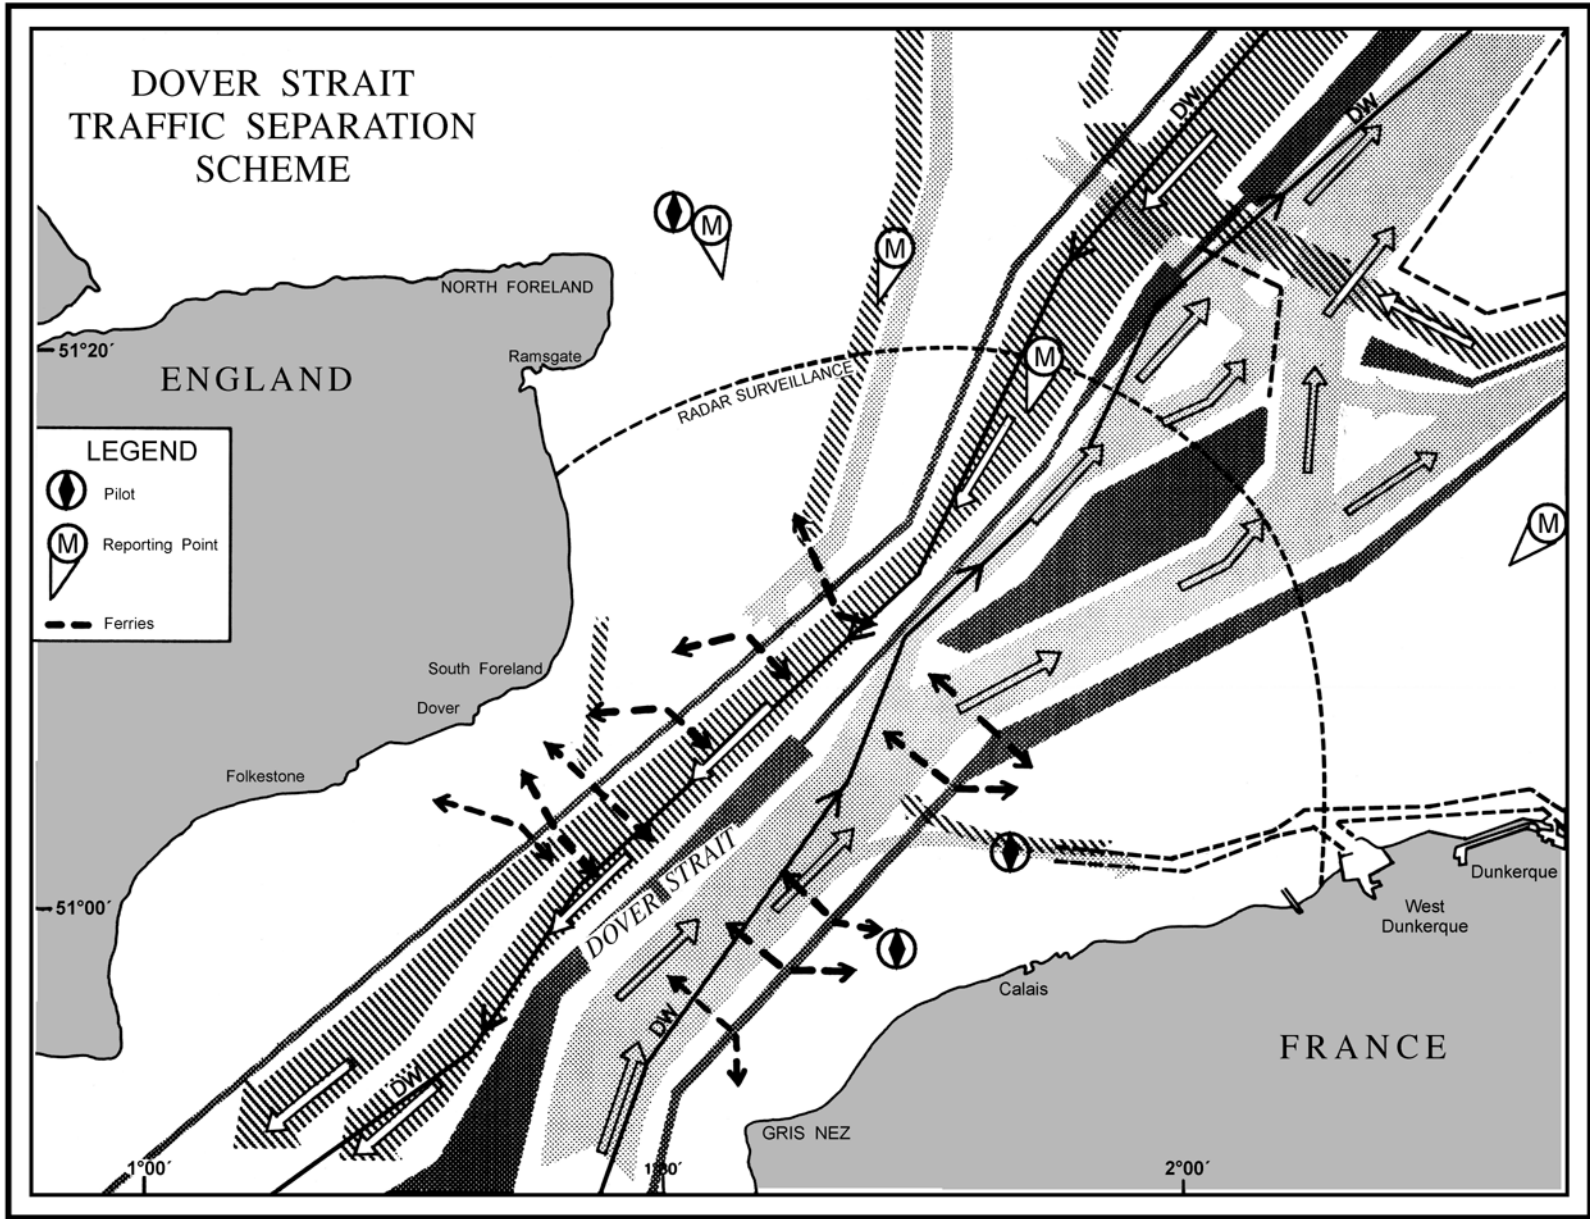 DOVER STRAIT
TRAFFIC SEPARATION
SCHEME
DW
DW
M
M
NORTH FORELAND
51°20´
Ramsgate
M
ENGLAND
RADAR SURVEILLANCE
LEGEND
Pilot
M
Reporting Point
M
Ferries
South Foreland
Dover
Folkestone
DOVER STRAIT
51°00´
Dunkerque
West
Dunkerque
Calais
DW
FRANCE
DW
GRIS NEZ
1°00´
2°00´